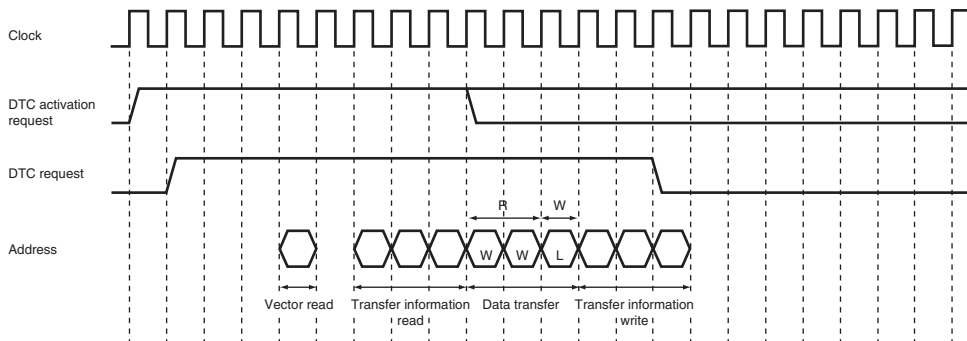 Clock
DTC activation
request
DTC request
R W
Address
W W L
Vector read Transfer information Data transfer Transfer information
read write